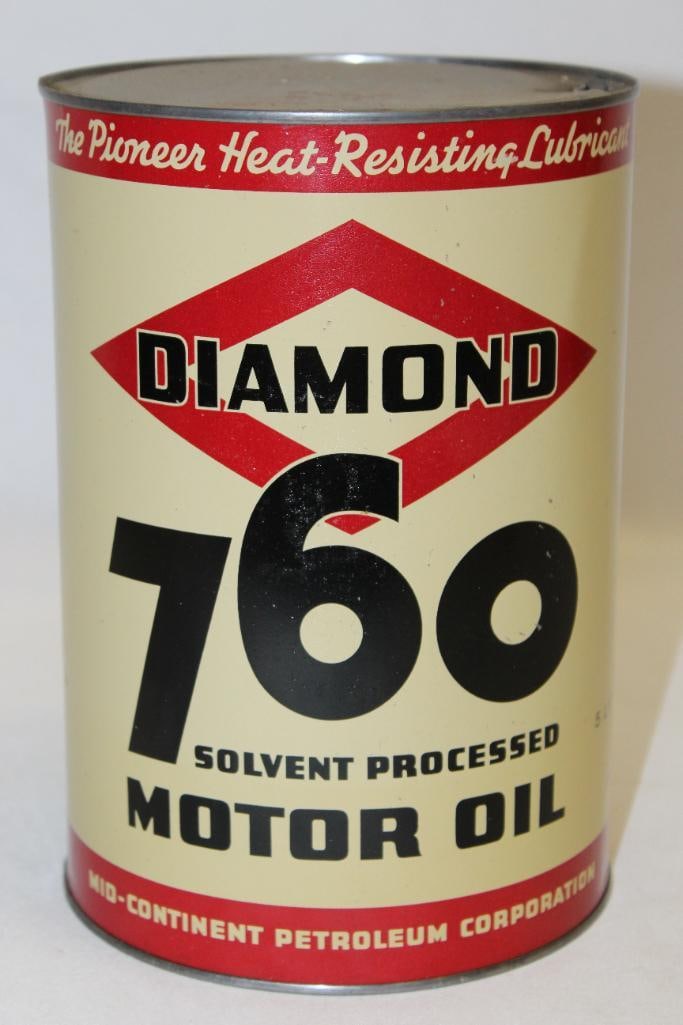 The Pioneer Heat-Resisting Lubricant
DIAMOND
760
SOLVENT PROCESSED
MOTOR OIL
MID-CONTINENT PETROLEUM CORPORATION